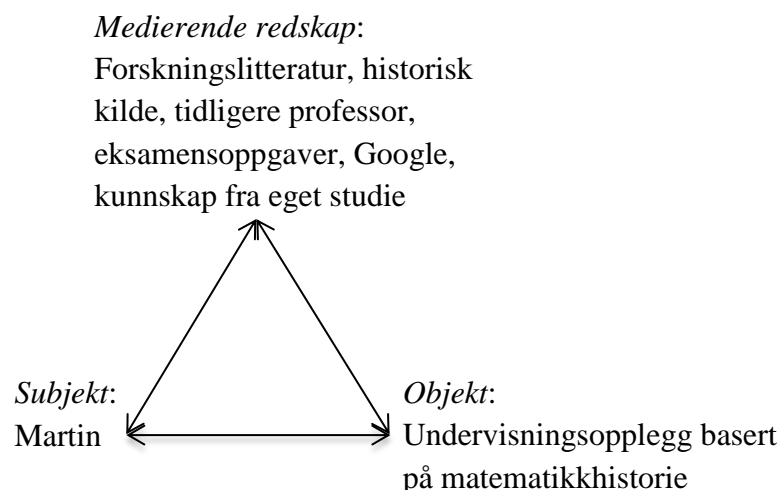 Medierende redskap:
Forskningslitteratur, historisk
kilde, tidligere professor,
eksamensoppgaver, Google,
kunnskap fra eget studie
Subjekt:
Martin
Objekt:
Undervisningsopplegg basert
på matematikkhistorie